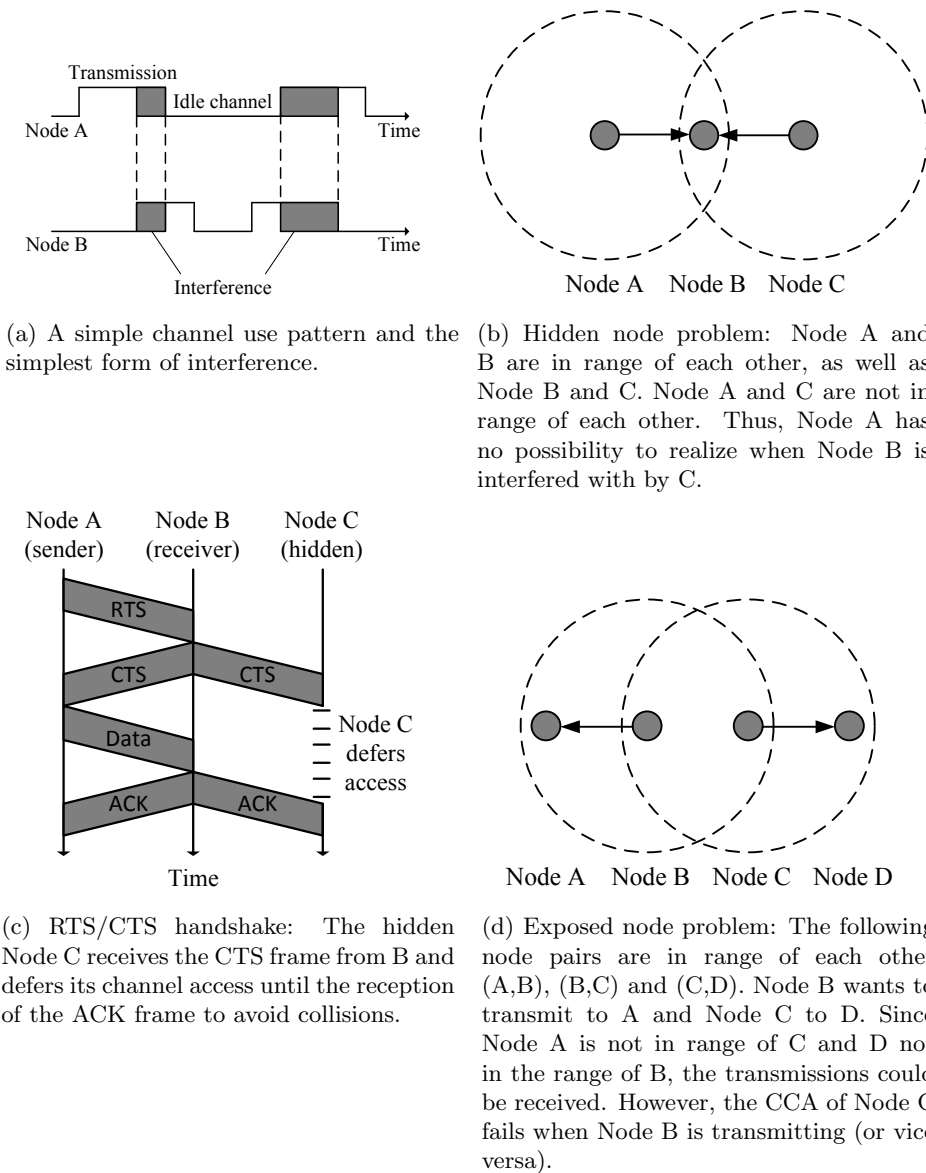 Transmission
Idle channel
Node A
Time
Node B
Time
Interference
(a) A simple channel use pattern and the
simplest form of interference.
Node A Node B Node C
(b) Hidden node problem: Node A and
B are in range of each other, as well as
Node B and C. Node A and C are not in
range of each other. Thus, Node A has
no possibility to realize when Node B is
interfered with by C.
Node A Node B Node C
(sender) (receiver) (hidden)
RTS
CTS CTS
Data
Node C
defers
access
ACK ACK
Time
(c) RTS/CTS handshake: The hidden
Node C receives the CTS frame from B and
defers its channel access until the reception
of the ACK frame to avoid collisions.
Node A Node B Node C Node D
(d) Exposed node problem: The following
node pairs are in range of each other
(A,B), (B,C) and (C,D). Node B wants to
transmit to A and Node C to D. Since
Node A is not in range of C and D not
in the range of B, the transmissions could
be received. However, the CCA of Node C
fails when Node B is transmitting (or vice
versa).